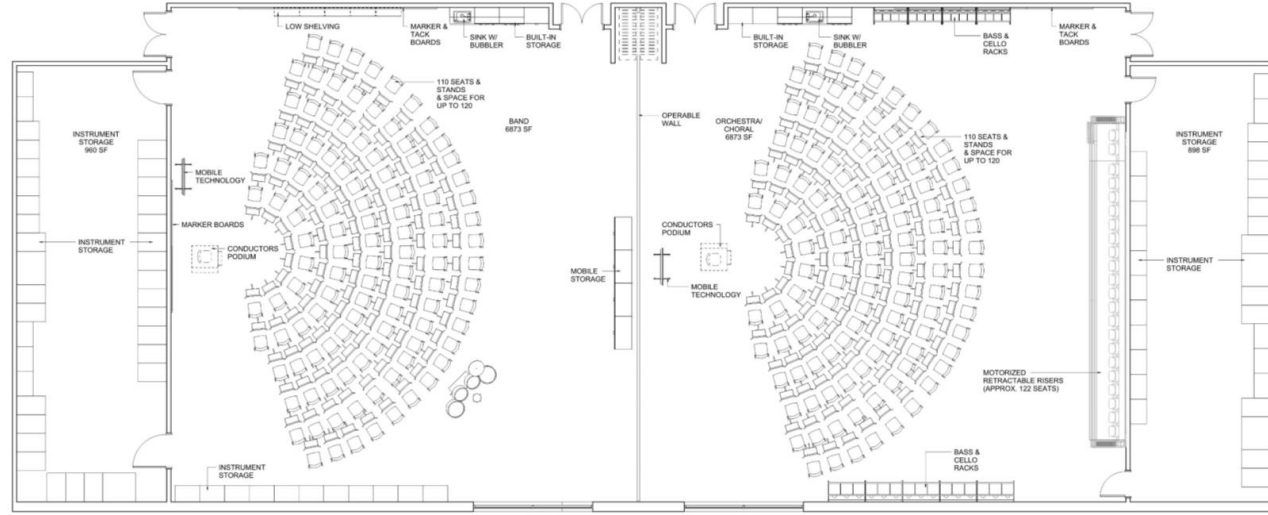 LOW SHELVING
MARKER &
TACK
BOARDS
SINK W/
BUBBLER
BUILT-IN
STORAGE
BUILT-IN
STORAGE
SINK W/
BUBBLER
BASS &
CELLO
RACKS
MARKER &
TACK
BOARDS
INSTRUMENT
STORAGE
960 SF
110 SEATS &
STANDS
& SPACE FOR
UP TO 120
BAND
6873 SF
OPERABLE
WALL
ORCHESTRA/
CHORAL
6873 SF
110 SEATS &
STANDS
& SPACE FOR
UP TO 120
INSTRUMENT
STORAGE
898 SF
MOBILE
TECHNOLOGY
MARKER BOARDS
INSTRUMENT
STORAGE
CONDUCTORS
PODIUM
MOBILE
STORAGE
CONDUCTORS
PODIUM
MOBILE
TECHNOLOGY
INSTRUMENT
STORAGE
MOTORIZED
RETRACTABLE RISERS
(APPROX. 122 SEATS)
INSTRUMENT
STORAGE
BASS &
CELLO
RACKS